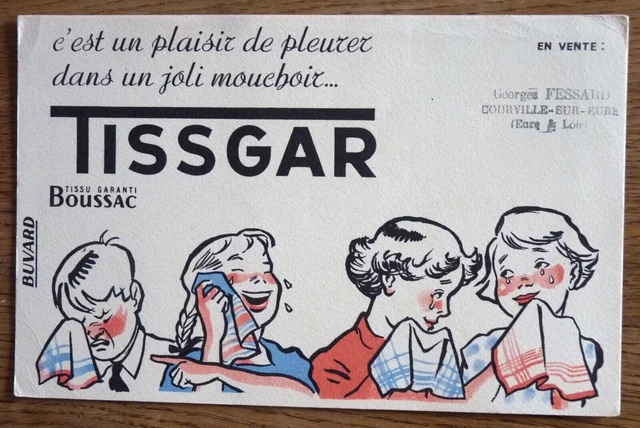 c'est un plaisir de pleurer
dans un joli mouchoir...
TISSGAR
TISSU GARANTI
BOUSSAC
BUVARD
EN VENTE :
Georges FESSARD
COURVILLE-SUR-EURE
(Eure & Loir)